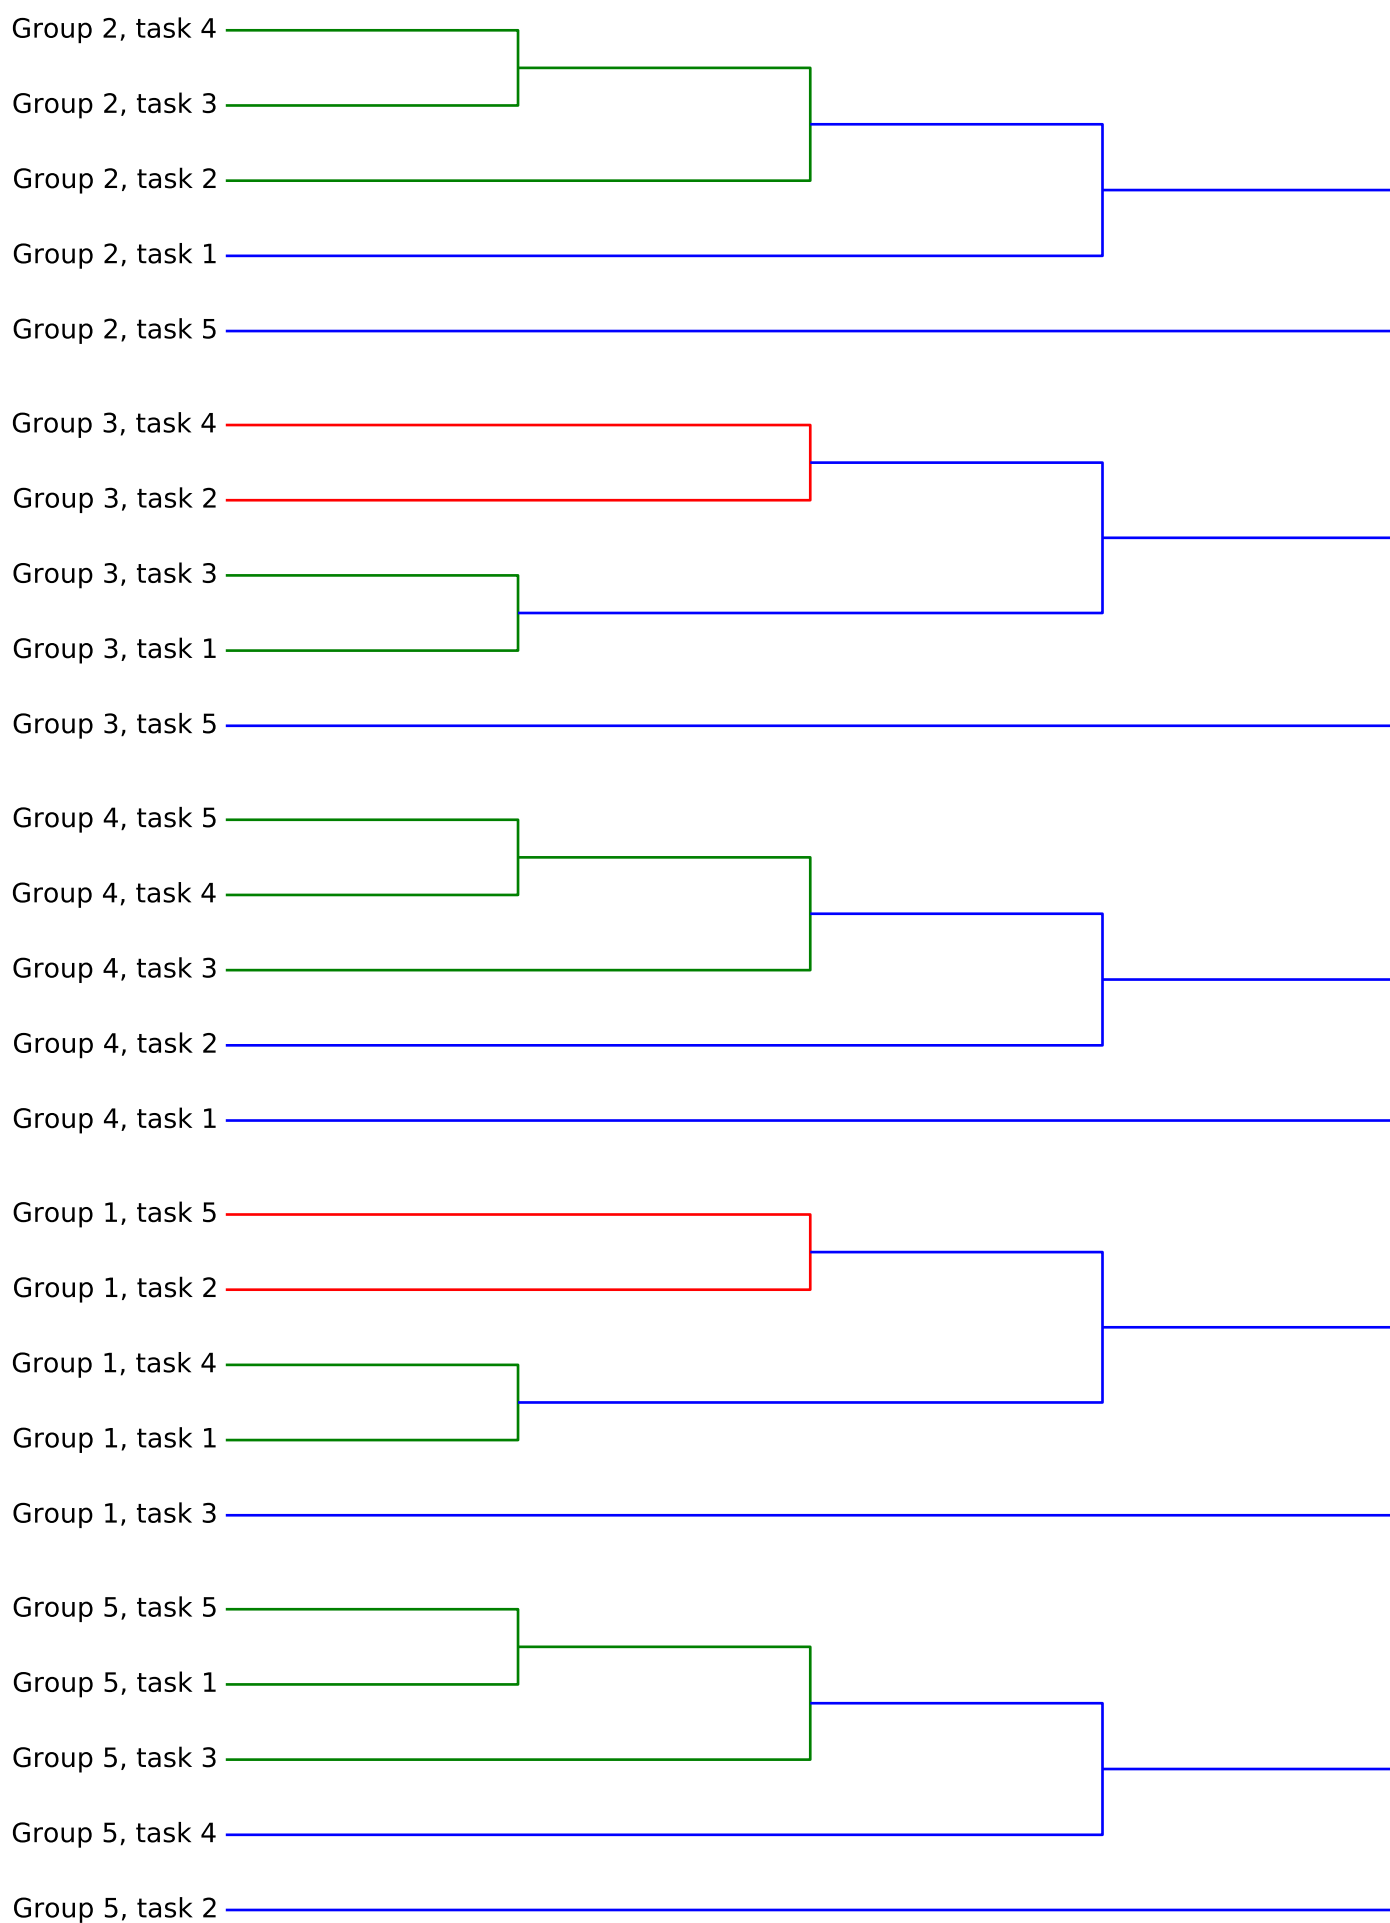 Group 2, task 4
Group 2, task 3
Group 2, task 2
Group 2, task 1
Group 2, task 5
Group 3, task 4
Group 3, task 2
Group 3, task 3
Group 3, task 1
Group 3, task 5
Group 4, task 5
Group 4, task 4
Group 4, task 3
Group 4, task 2
Group 4, task 1
Group 1, task 5
Group 1, task 2
Group 1, task 4
Group 1, task 1
Group 1, task 3
Group 5, task 5
Group 5, task 1
Group 5, task 3
Group 5, task 4
Group 5, task 2